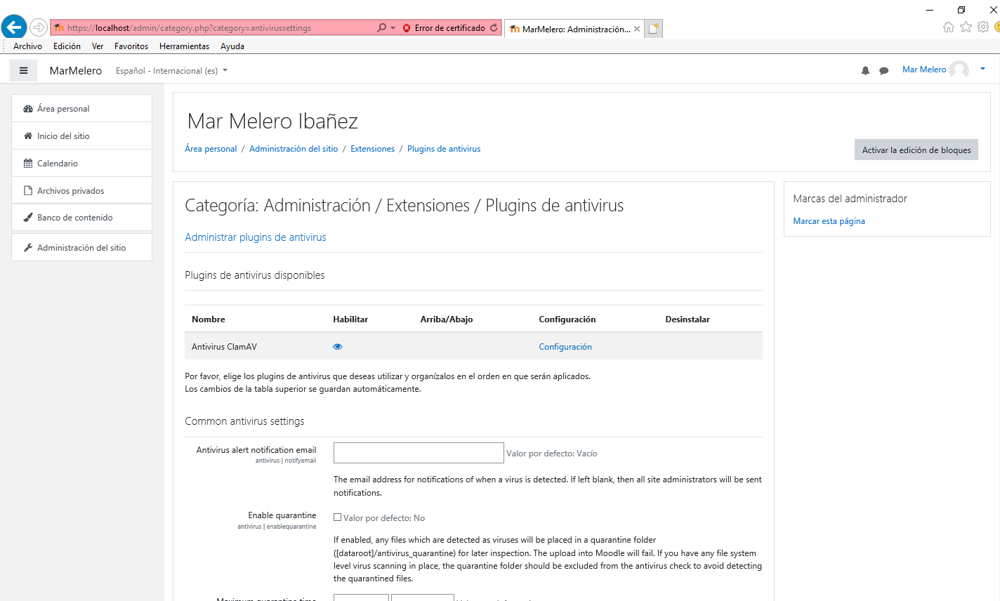 https://localhost/admin/category.php?category=antivirussettings
Error de certificado
MarMelero: Administración...
Archivo Edición Ver Favoritos Herramientas Ayuda
MarMelero
Español - Internacional (es)
Mar Melero
Área personal
Inicio del sitio
Calendario
Archivos privados
Banco de contenido
Administración del sitio
Mar Melero Ibañez
Área personal / Administración del sitio / Extensiones / Plugins de antivirus
Activar la edición de bloques
Categoría: Administración / Extensiones / Plugins de antivirus
Administrar plugins de antivirus
Plugins de antivirus disponibles
Nombre Habilitar Arriba/Abajo Configuración Desinstalar
Antivirus ClamAV Configuración
Por favor, elige los plugins de antivirus que deseas utilizar y organízalos en el orden en que serán aplicados.
Los cambios de la tabla superior se guardan automáticamente.
Common antivirus settings
Antivirus alert notification email
antivirus | notifyemail
Valor por defecto: Vacío
The email address for notifications of when a virus is detected. If left blank, then all site administrators will be sent
notifications.
Enable quarantine
antivirus | enablequarantine
Valor por defecto: No
If enabled, any files which are detected as viruses will be placed in a quarantine folder
([dataroot]/antivirus_quarantine) for later inspection. The upload into Moodle will fail. If you have any file system
level virus scanning in place, the quarantine folder should be excluded from the antivirus check to avoid detecting
the quarantined files.
Maximum quarantine time
Marcas del administrador
Marcar esta página